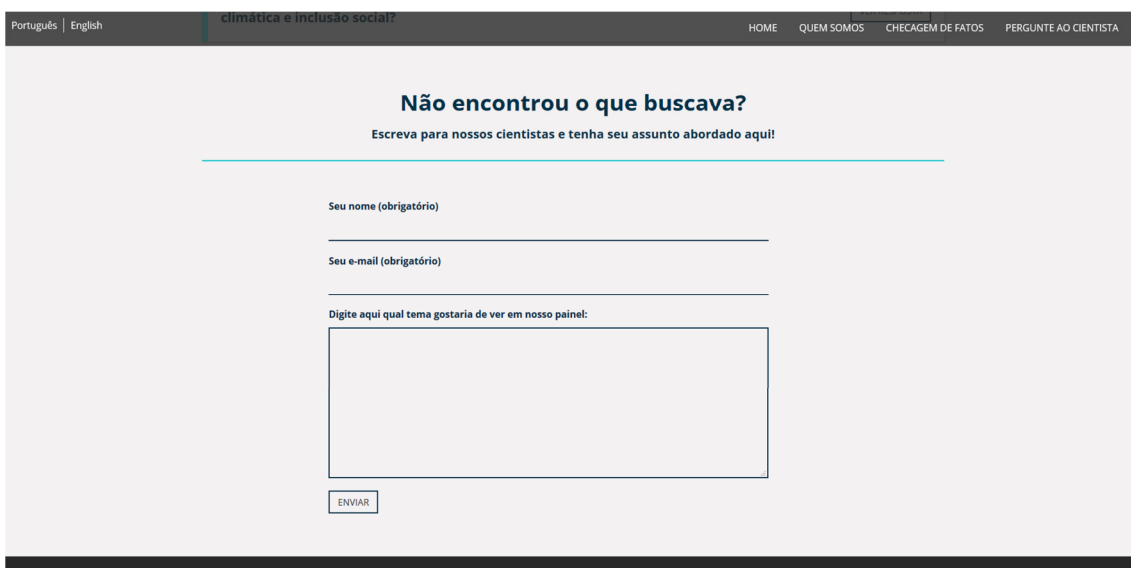 climática e inclusão social?
VER RESPOSTA
Português | English
HOME QUEM SOMOS CHECAGEM DE FATOS PERGUNTE AO CIENTISTA
Não encontrou o que buscava?
Escreva para nossos cientistas e tenha seu assunto abordado aqui!
Seu nome (obrigatório)
Seu e-mail (obrigatório)
Digite aqui qual tema gostaria de ver em nosso painel:
ENVIAR